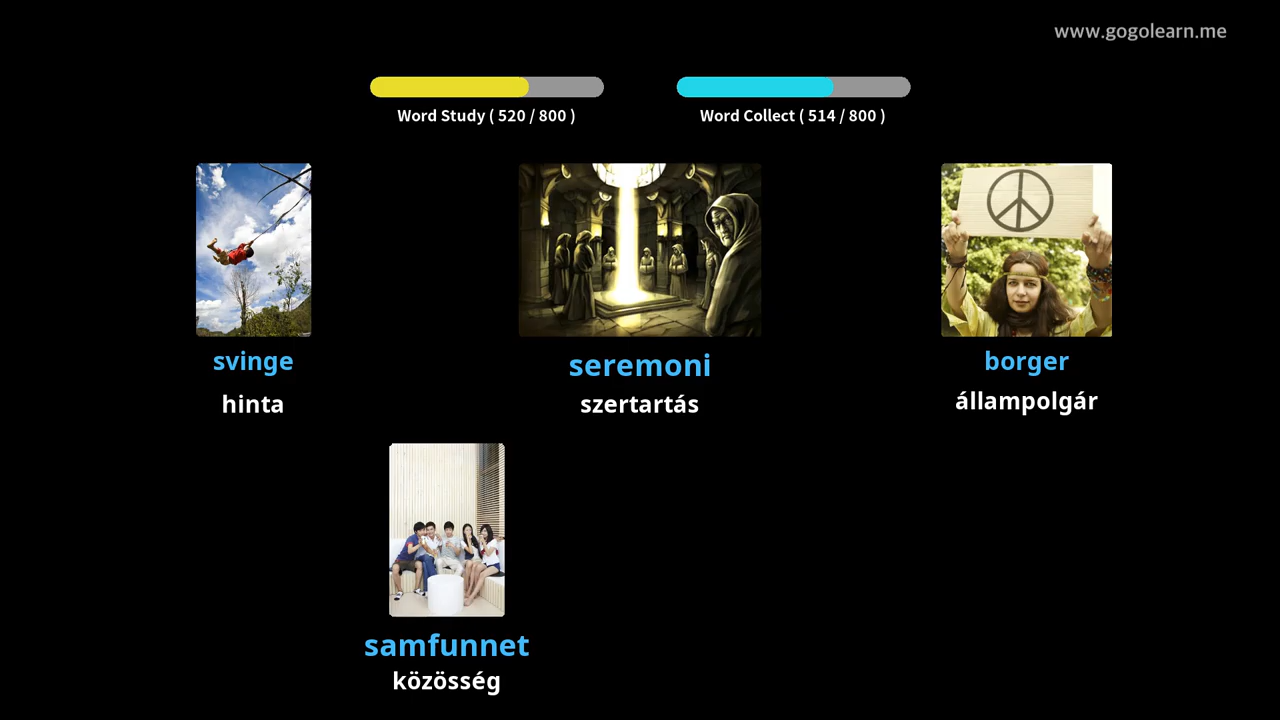 www.gogolearn.me
Word Study ( 520 / 800 )
Word Collect ( 514 / 800 )
svinge
hinta
seremoni
szertartás
borger
állampolgár
samfunnet
közösség